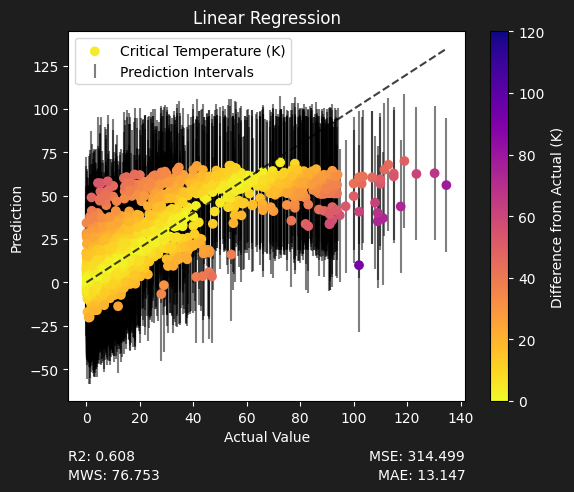 Linear Regression
Critical Temperature (K)
Prediction Intervals
Prediction
125
100
75
50
25
0
−25
−50
0 20 40 60 80 100 120 140
Actual Value
120
100
80
60
40
20
0
Difference from Actual (K)
R2: 0.608 MSE: 314.499
MWS: 76.753 MAE: 13.147